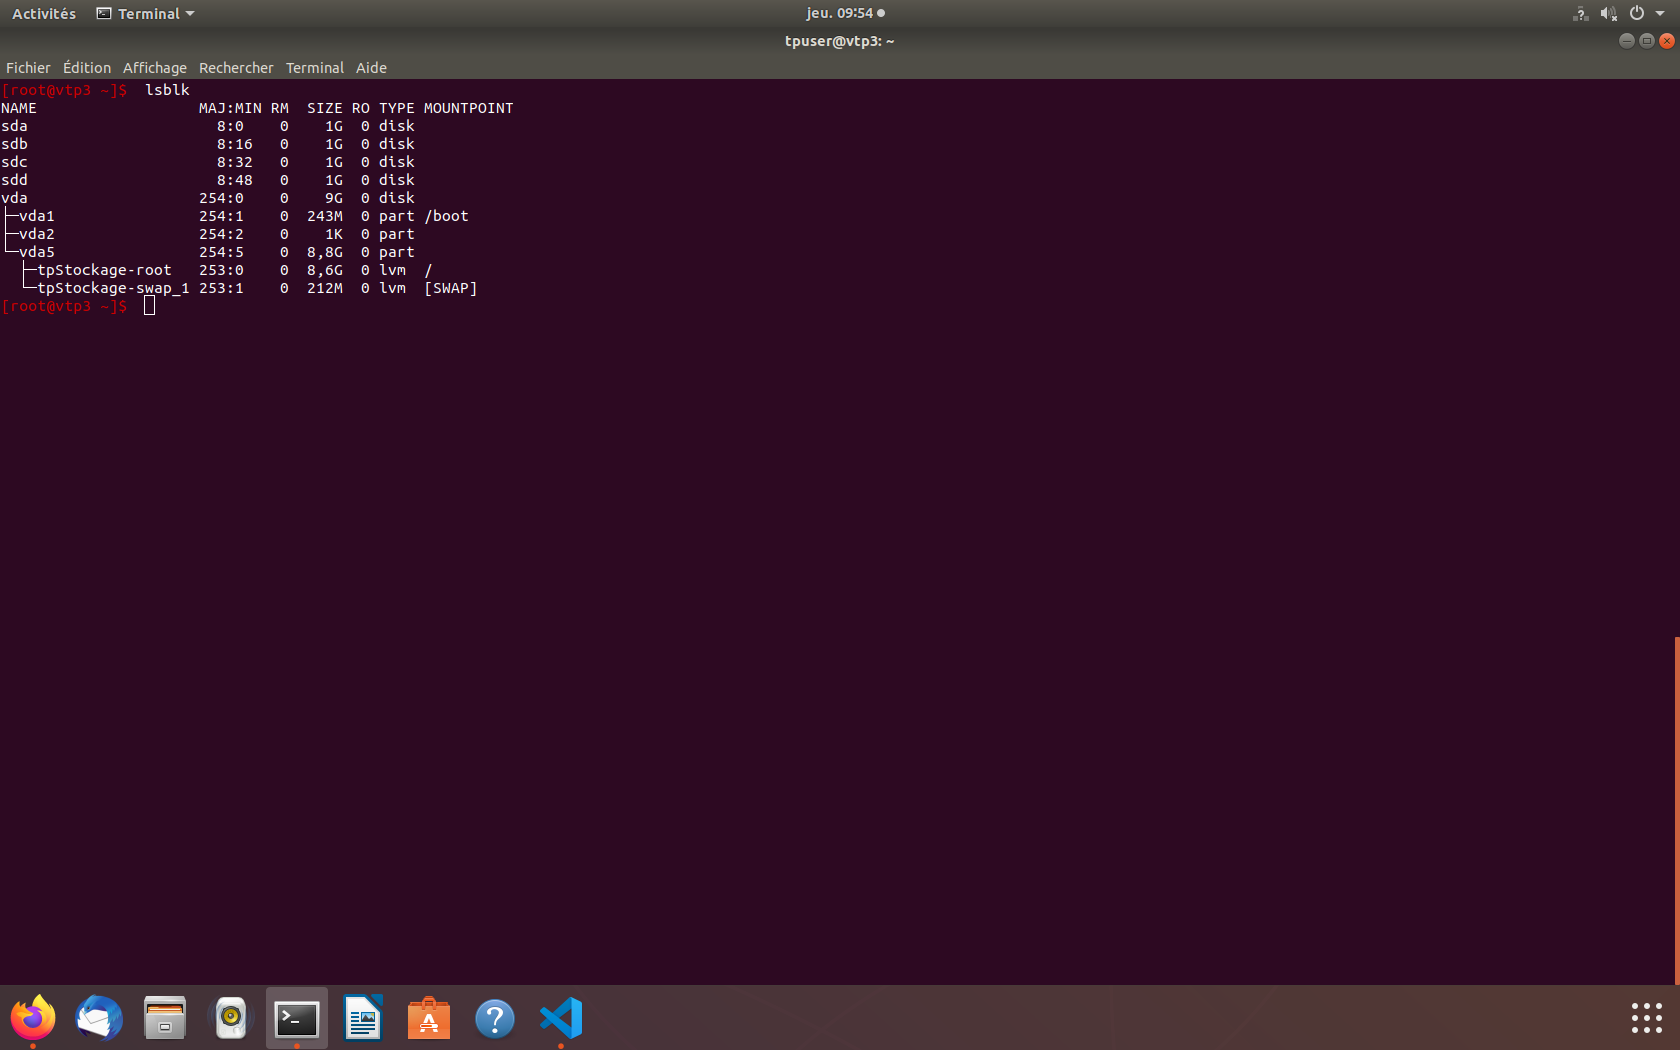 Activités Terminal jeu. 09:54
tpuser@vtp3: ~
Fichier Édition Affichage Rechercher Terminal Aide
[root@vtp3 ~]$  lsblk
NAME                  MAJ:MIN RM  SIZE RO TYPE MOUNTPOINT
sda                     8:0    0    1G  0 disk
sdb                     8:16   0    1G  0 disk
sdc                     8:32   0    1G  0 disk
sdd                     8:48   0    1G  0 disk
vda                   254:0    0    9G  0 disk
├─vda1                254:1    0  243M  0 part /boot
├─vda2                254:2    0    1K  0 part
└─vda5                254:5    0  8,8G  0 part
  ├─tpStockage-root   253:0    0  8,6G  0 lvm  /
  └─tpStockage-swap_1 253:1    0  212M  0 lvm  [SWAP]
[root@vtp3 ~]$